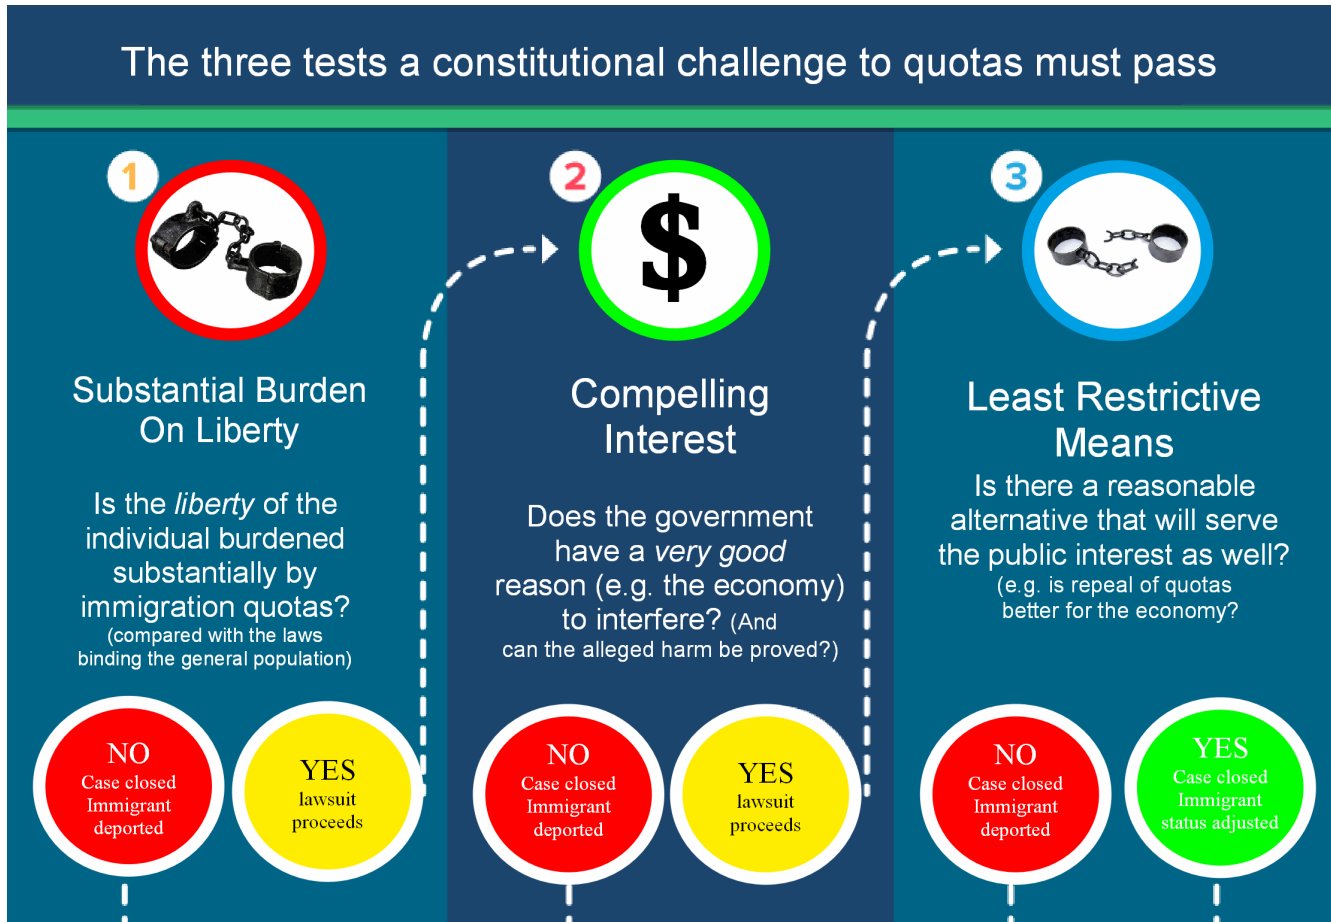 The three tests a constitutional challenge to quotas must pass
1
Substantial Burden
On Liberty
Is the liberty of the
individual burdened
substantially by
immigration quotas?
(compared with the laws
binding the general population)
NO
Case closed
Immigrant
deported
YES
lawsuit
proceeds
2
$
Compelling
Interest
Does the government
have a very good
reason (e.g. the economy)
to interfere? (And
can the alleged harm be proved?)
NO
Case closed
Immigrant
deported
YES
lawsuit
proceeds
3
Least Restrictive
Means
Is there a reasonable
alternative that will serve
the public interest as well?
(e.g. is repeal of quotas
better for the economy?
NO
Case closed
Immigrant
deported
YES
Case closed
Immigrant
status adjusted